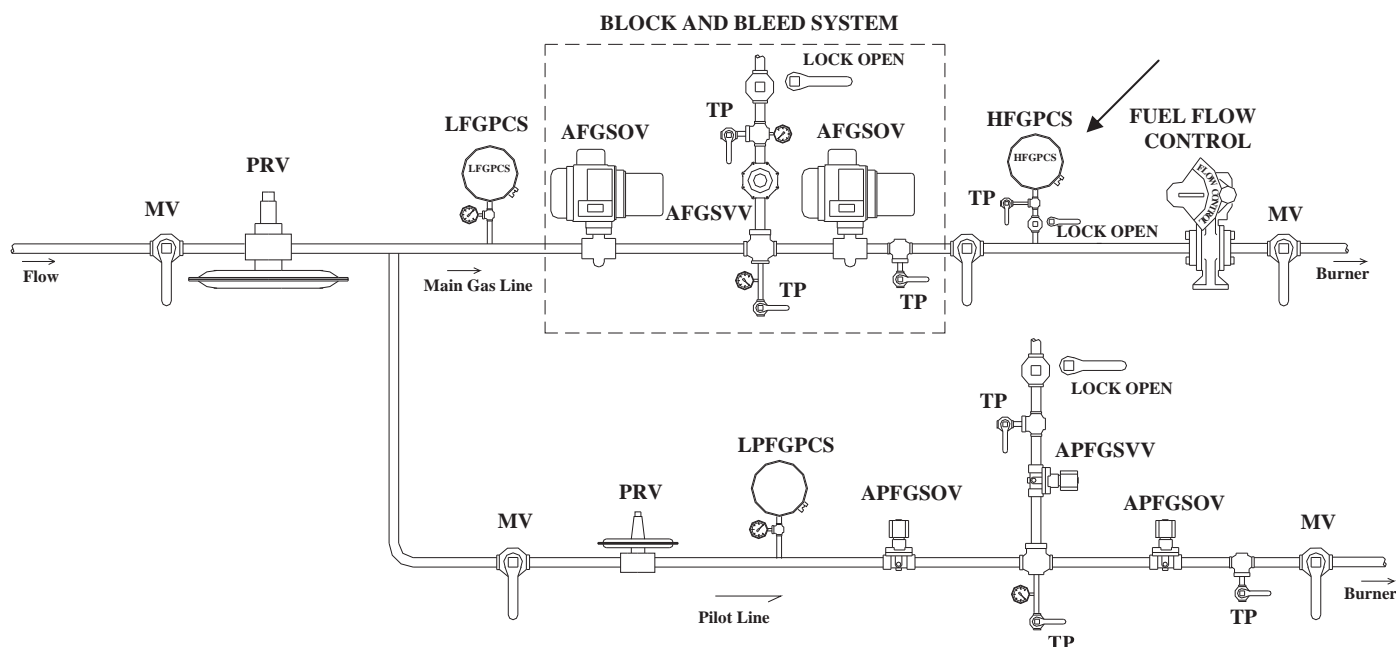 BLOCK AND BLEED SYSTEM
LOCK OPEN
TP
LFGPCS
AFGSOV
AFGSOV
HFGPCS
FUEL FLOW
CONTROL
PRV
LFGPCS
HFGPCS
FLOW CONTROL
MV
AFGSVV
TP
LOCK OPEN
MV
Flow
Main Gas Line
TP
TP
Burner
LOCK OPEN
TP
LPFGPCS
APFGSVV
PRV
APFGSOV
APFGSOV
MV
MV
Pilot Line
Burner
TP
TP